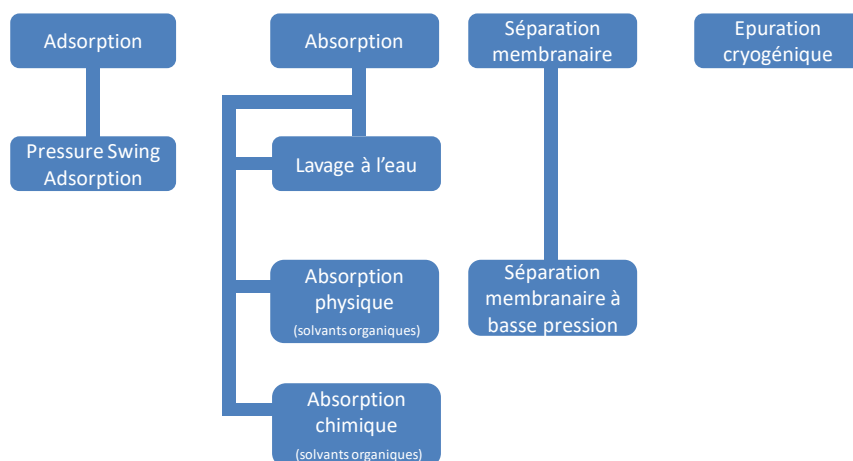 Adsorption
Absorption
Séparation
membranaire
Epuration
cryogénique
Pressure Swing
Adsorption
Lavage à l’eau
Absorption
physique
(solvants organiques)
Séparation
membranaire à
basse pression
Absorption
chimique
(solvants organiques)